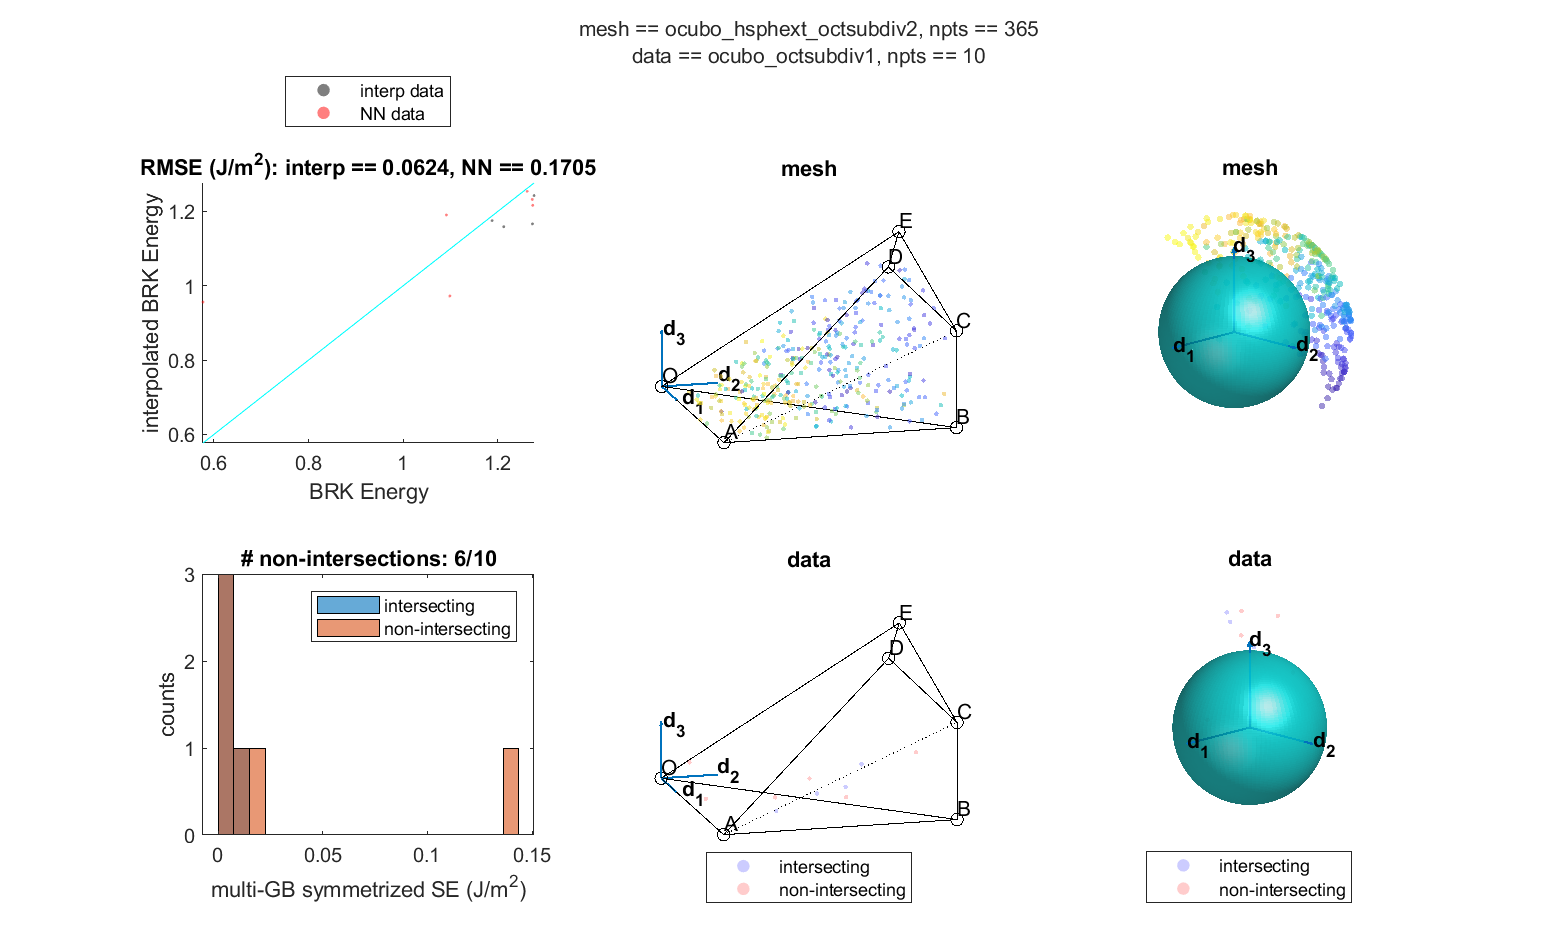 mesh == ocubo_hsphext_octsubdiv2, npts == 365
data == ocubo_octsubdiv1, npts == 10
interp data
NN data
RMSE (J/m2): interp == 0.0624, NN == 0.1705
interpolated BRK Energy
1.2
1
0.8
0.6
0.6
0.8
1
1.2
BRK Energy
mesh
E
D
C
d3
O
d2
d1
B
A
mesh
d3
d1
d2
# non-intersections: 6/10
intersecting
non-intersecting
counts
3
2
1
0
0
0.05
0.1
0.15
multi-GB symmetrized SE (J/m2)
data
E
D
C
d3
O
d2
d1
B
A
intersecting
non-intersecting
data
d3
d1
d2
intersecting
non-intersecting